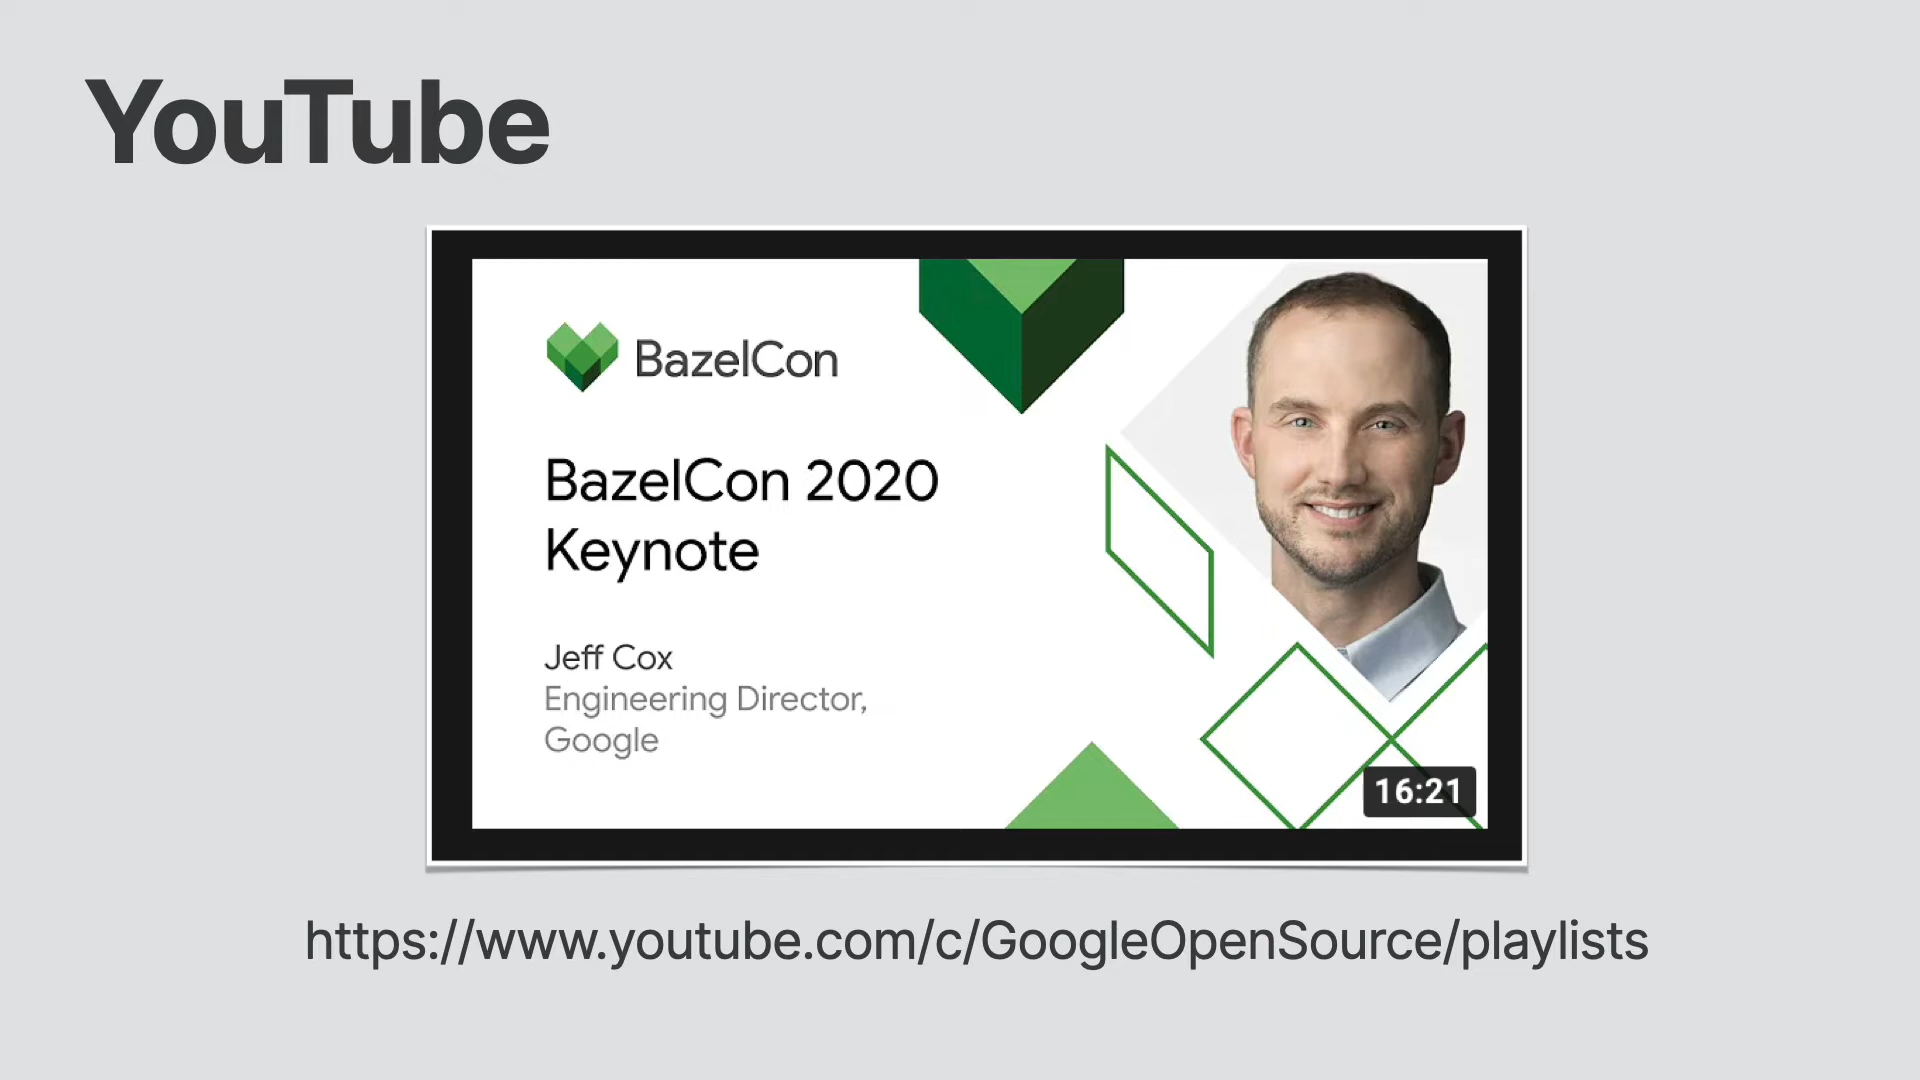 YouTube
BazelCon
BazelCon 2020
Keynote
Jeff Cox
Engineering Director,
Google
16:21
https://www.youtube.com/c/GoogleOpenSource/playlists